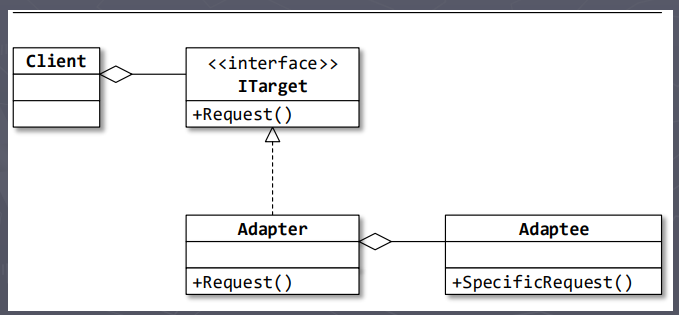 Client
<<interface>>
ITarget
+Request()
Adapter
+Request()
Adaptee
+SpecificRequest()